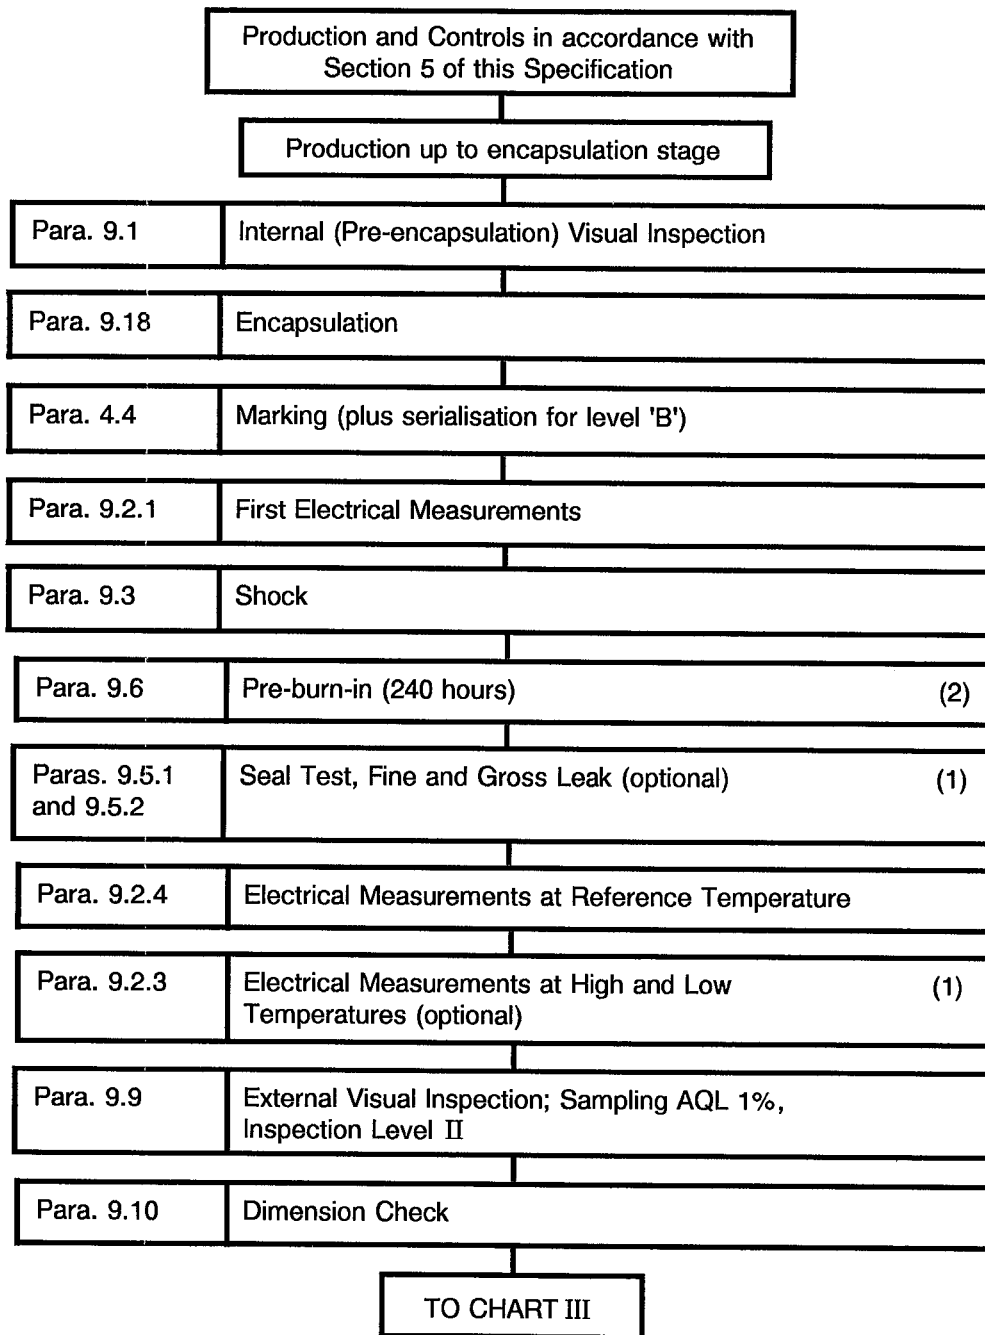 Production and Controls in accordance with
Section 5 of this Specification
Production up to encapsulation stage
Para. 9.1 Internal (Pre-encapsulation) Visual Inspection
Para. 9.18 Encapsulation
Para. 4.4 Marking (plus serialisation for level 'B')
Para. 9.2.1 First Electrical Measurements
Para. 9.3 Shock
Para. 9.6 Pre-burn-in (240 hours) (2)
Paras. 9.5.1 Seal Test, Fine and Gross Leak (optional) (1)
and 9.5.2
Para. 9.2.4 Electrical Measurements at Reference Temperature
Para. 9.2.3 Electrical Measurements at High and Low (1)
Temperatures (optional)
Para. 9.9 External Visual Inspection; Sampling AQL 1%,
Inspection Level II
Para. 9.10 Dimension Check
TO CHART III